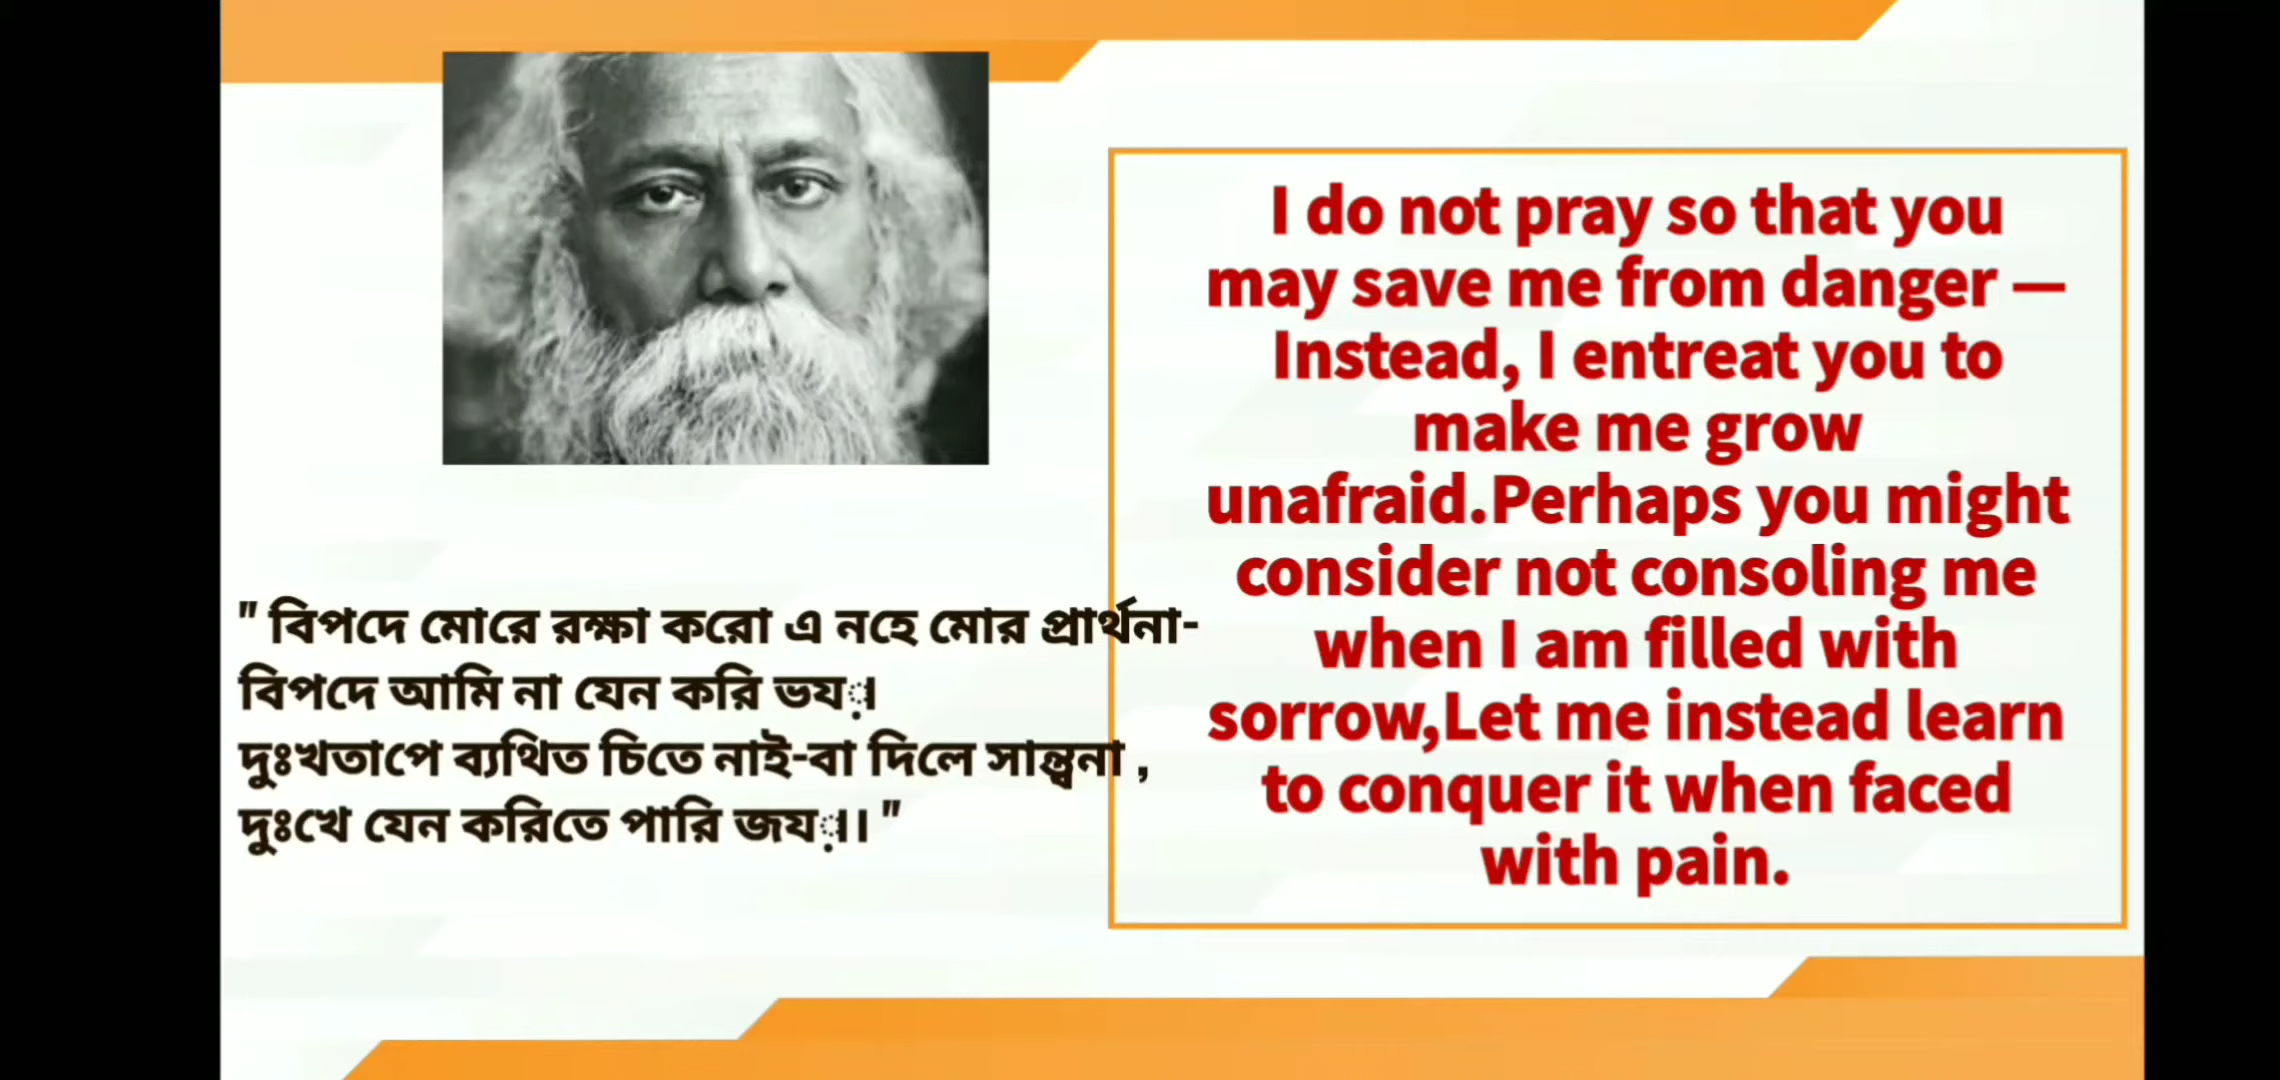 " বিপদে মোরে রক্ষা করো এ নহে মোর প্রার্থনা-
বিপদে আমি না যেন করি ভয়।
দুঃখতাপে ব্যথিত চিতে নাই-বা দিলে সান্ত্বনা ,
দুঃখে যেন করিতে পারি জয়।। "
I do not pray so that you
may save me from danger —
Instead, I entreat you to
make me grow
unafraid.Perhaps you might
consider not consoling me
when I am filled with
sorrow,Let me instead learn
to conquer it when faced
with pain.